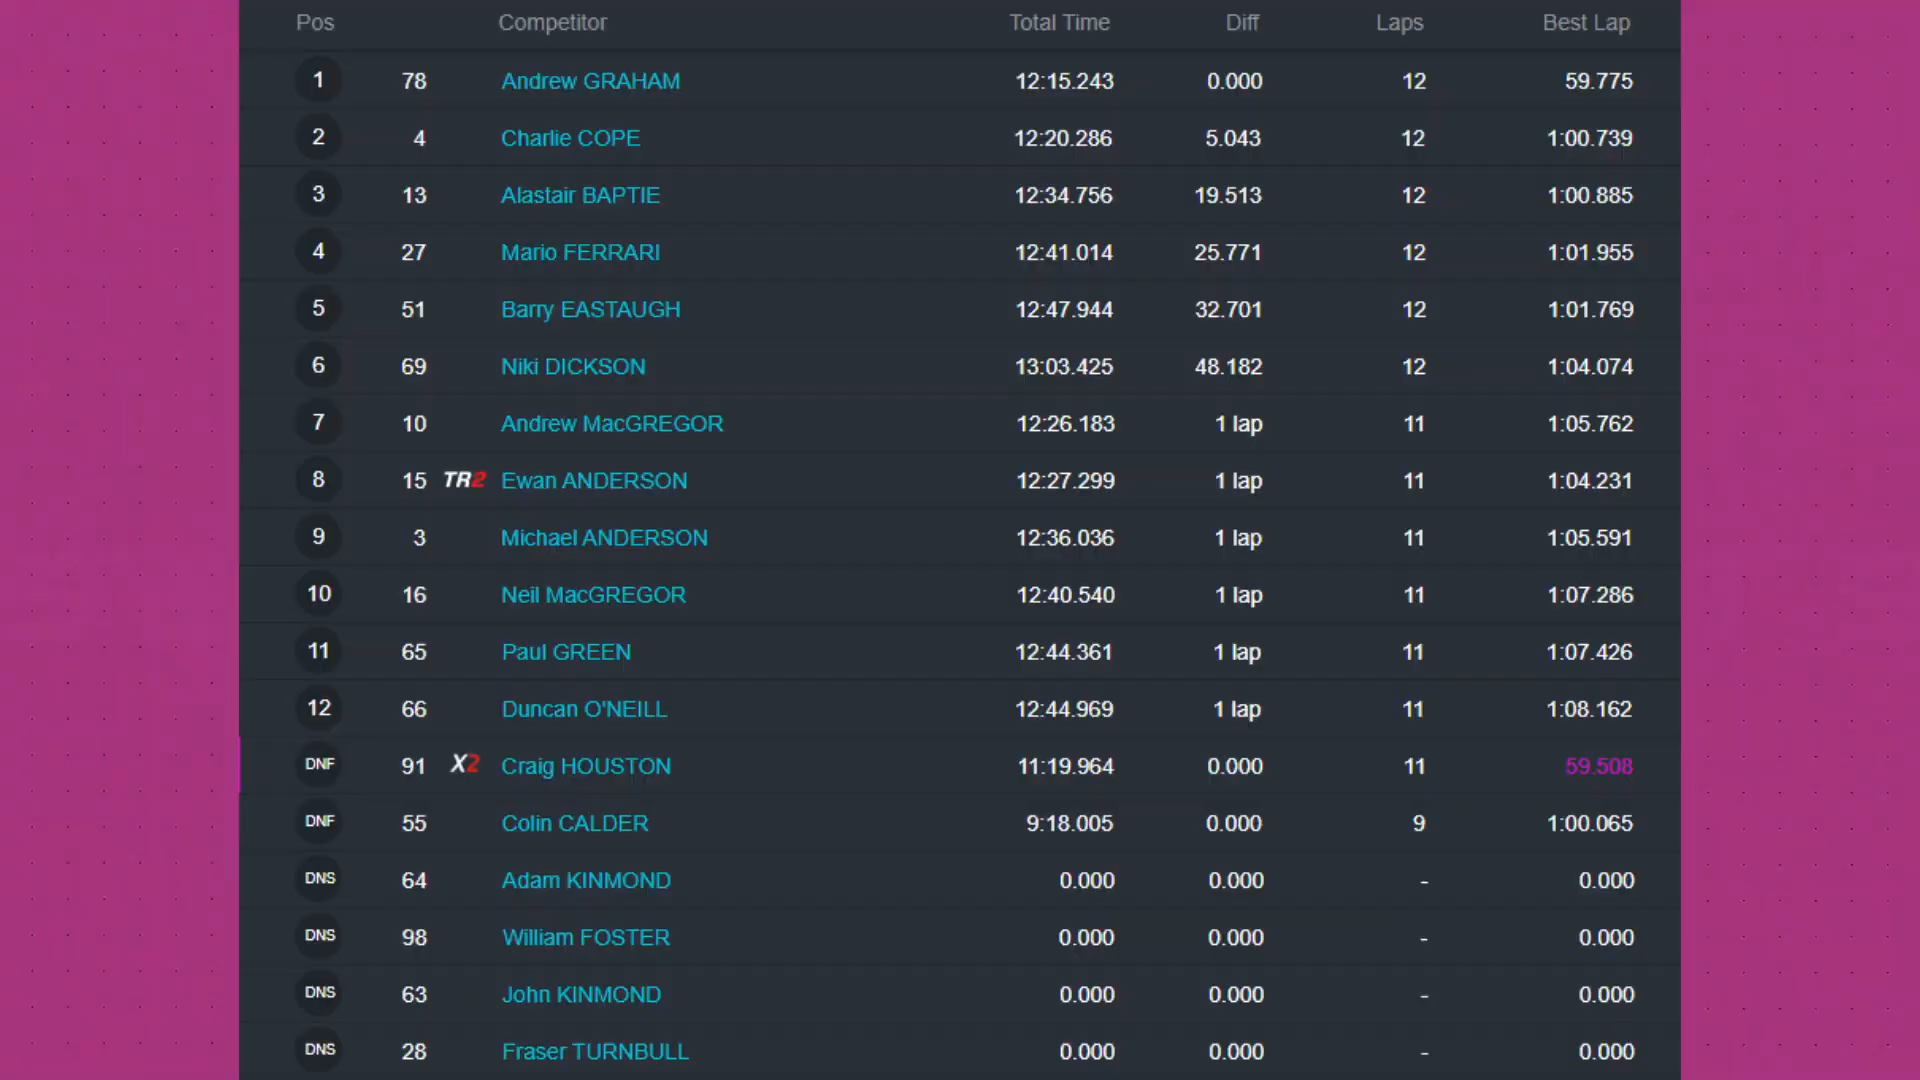 Pos Competitor Total Time Diff Laps Best Lap
1 78 Andrew GRAHAM 12:15.243 0.000 12 59.775
2 4 Charlie COPE 12:20.286 5.043 12 1:00.739
3 13 Alastair BAPTIE 12:34.756 19.513 12 1:00.885
4 27 Mario FERRARI 12:41.014 25.771 12 1:01.955
5 51 Barry EASTAUGH 12:47.944 32.701 12 1:01.769
6 69 Niki DICKSON 13:03.425 48.182 12 1:04.074
7 10 Andrew MacGREGOR 12:26.183 1 lap 11 1:05.762
8 15 TR2 Ewan ANDERSON 12:27.299 1 lap 11 1:04.231
9 3 Michael ANDERSON 12:36.036 1 lap 11 1:05.591
10 16 Neil MacGREGOR 12:40.540 1 lap 11 1:07.286
11 65 Paul GREEN 12:44.361 1 lap 11 1:07.426
12 66 Duncan O'NEILL 12:44.969 1 lap 11 1:08.162
DNF 91 X2 Craig HOUSTON 11:19.964 0.000 11 59.508
DNF 55 Colin CALDER 9:18.005 0.000 9 1:00.065
DNS 64 Adam KINMOND 0.000 0.000 - 0.000
DNS 98 William FOSTER 0.000 0.000 - 0.000
DNS 63 John KINMOND 0.000 0.000 - 0.000
DNS 28 Fraser TURNBULL 0.000 0.000 - 0.000